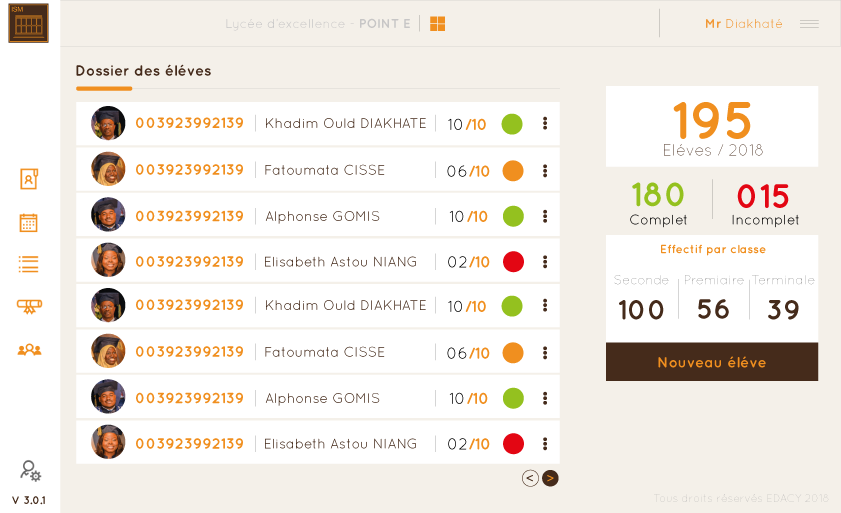 ISM
Lycée d'excellence - POINT E
Mr Diakhaté
Dossier des éléves
003923992139 Khadim Ould DIAKHATE 10/10
003923992139 Fatoumata CISSE 06/10
003923992139 Alphonse GOMIS 10/10
003923992139 Elisabeth Astou NIANG 02/10
003923992139 Khadim Ould DIAKHATE 10/10
003923992139 Fatoumata CISSE 06/10
003923992139 Alphonse GOMIS 10/10
003923992139 Elisabeth Astou NIANG 02/10
< >
195
Eléves / 2018
180 015
Complet Incomplet
Effectif par classe
Seconde Premiaire Terminale
100 56 39
Nouveau éléve
V 3.0.1
Tous droits réservés EDACY 2018